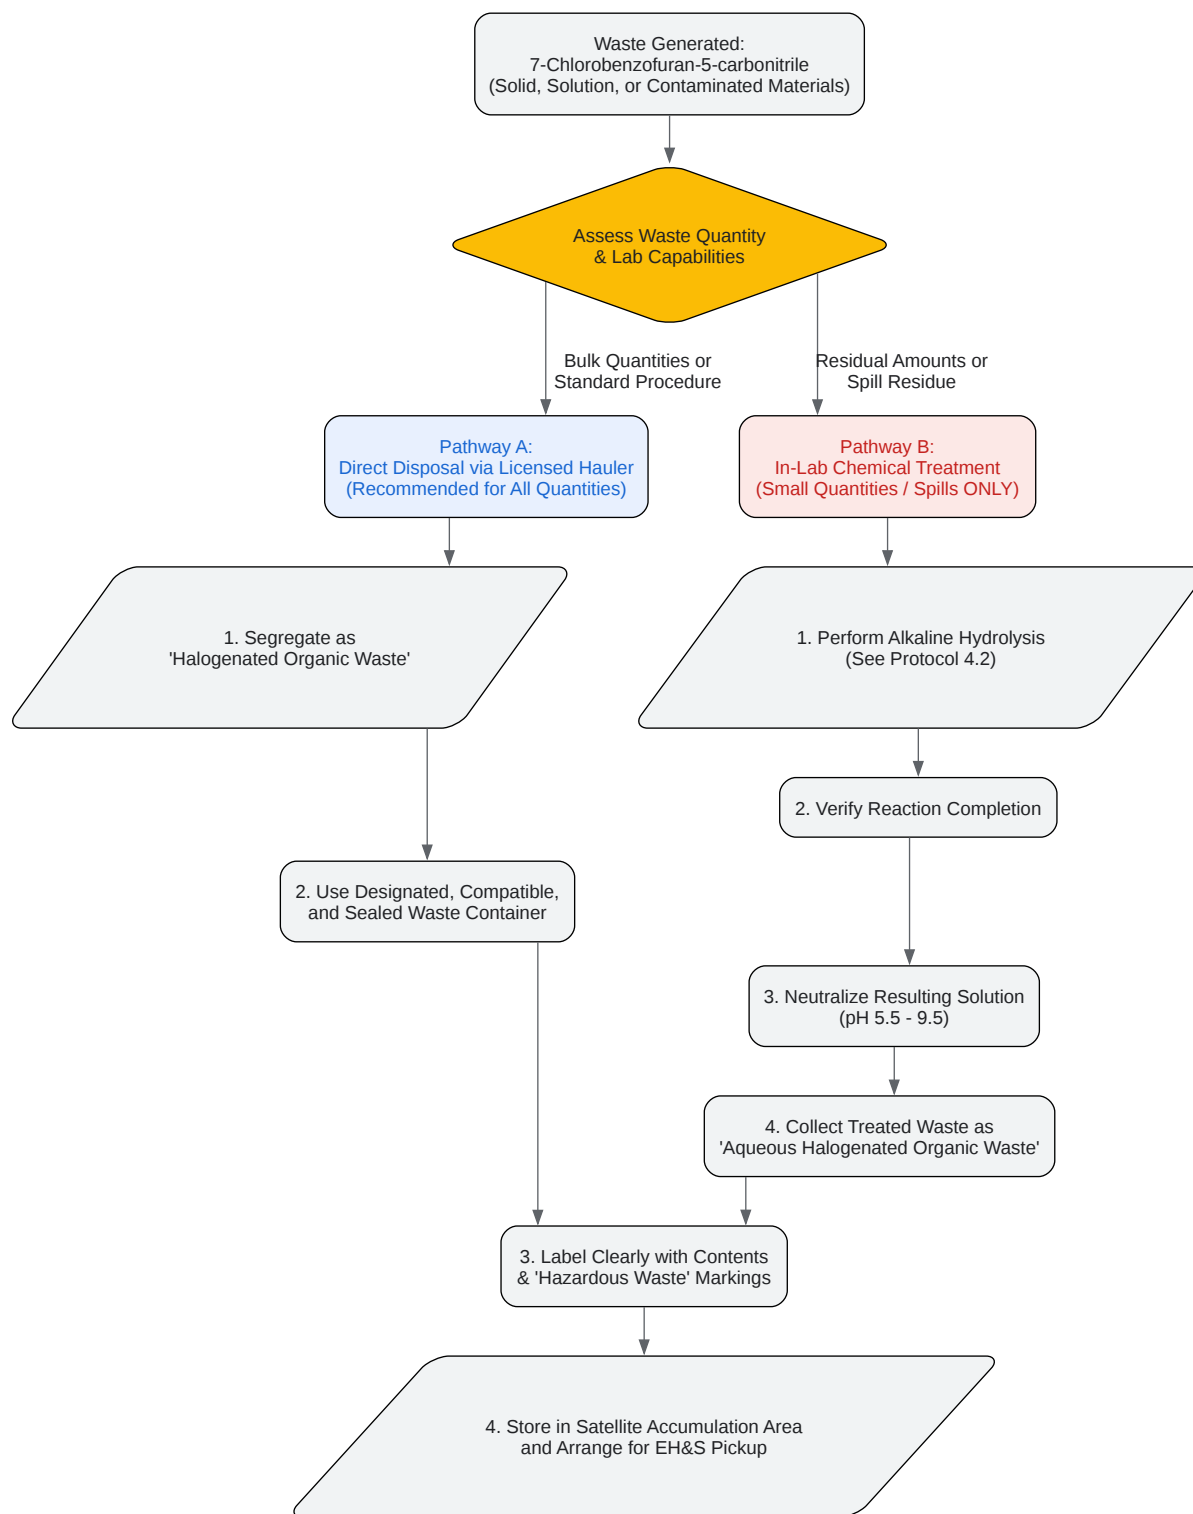 Waste Generated:
7-Chlorobenzofuran-5-carbonitrile
(Solid, Solution, or Contaminated Materials)
Assess Waste Quantity
& Lab Capabilities
Bulk Quantities or
Standard Procedure
Residual Amounts or
Spill Residue
Pathway A:
Direct Disposal via Licensed Hauler
(Recommended for All Quantities)
Pathway B:
In-Lab Chemical Treatment
(Small Quantities / Spills ONLY)
1. Segregate as
'Halogenated Organic Waste'
1. Perform Alkaline Hydrolysis
(See Protocol 4.2)
2. Verify Reaction Completion
2. Use Designated, Compatible,
and Sealed Waste Container
3. Neutralize Resulting Solution
(pH 5.5 - 9.5)
4. Collect Treated Waste as
'Aqueous Halogenated Organic Waste'
3. Label Clearly with Contents
& 'Hazardous Waste' Markings
4. Store in Satellite Accumulation Area
and Arrange for EH&S Pickup